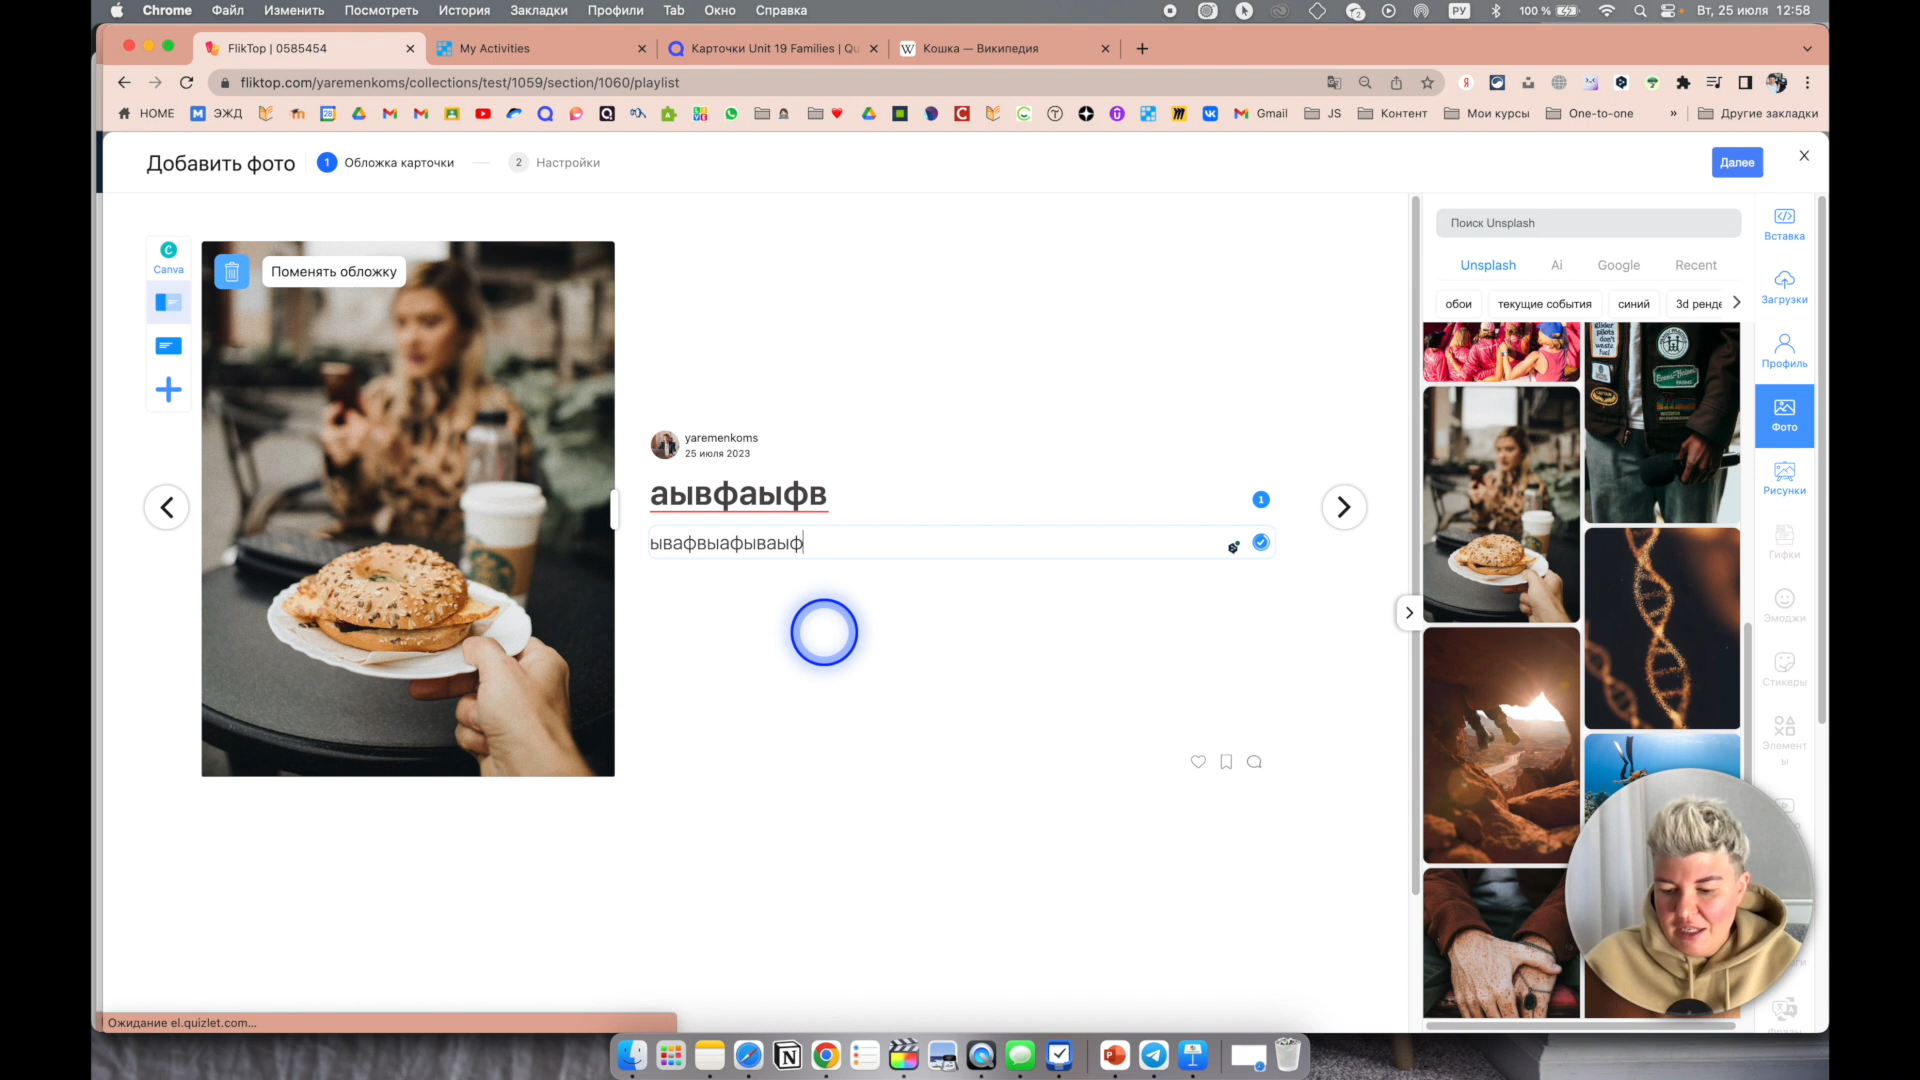 Chrome Файл Изменить Посмотреть История Закладки Профили Tab Окно Справка РУ 100 % Вт, 25 июля 12:58
FlikTop | 0585454 My Activities Карточки Unit 19 Families | Qu Кошка — Википедия
fliktop.com/yaremenkoms/collections/test/1059/section/1060/playlist
HOME ЭЖД Gmail JS Контент Мои курсы One-to-one » Другие закладки
Добавить фото 1 Обложка карточки 2 Настройки Далее
Поиск Unsplash
Вставка
Canva
Поменять обложку
Unsplash Ai Google Recent
обои текущие события синий 3d ренде
Загрузки
Профиль
Фото
yaremenkoms
25 июля 2023
аывфаыфв
1
ывафвыафываыф
Рисунки
Гифки
Эмоджи
Стикеры
Элемент
ы
Ожидание el.quizlet.com...